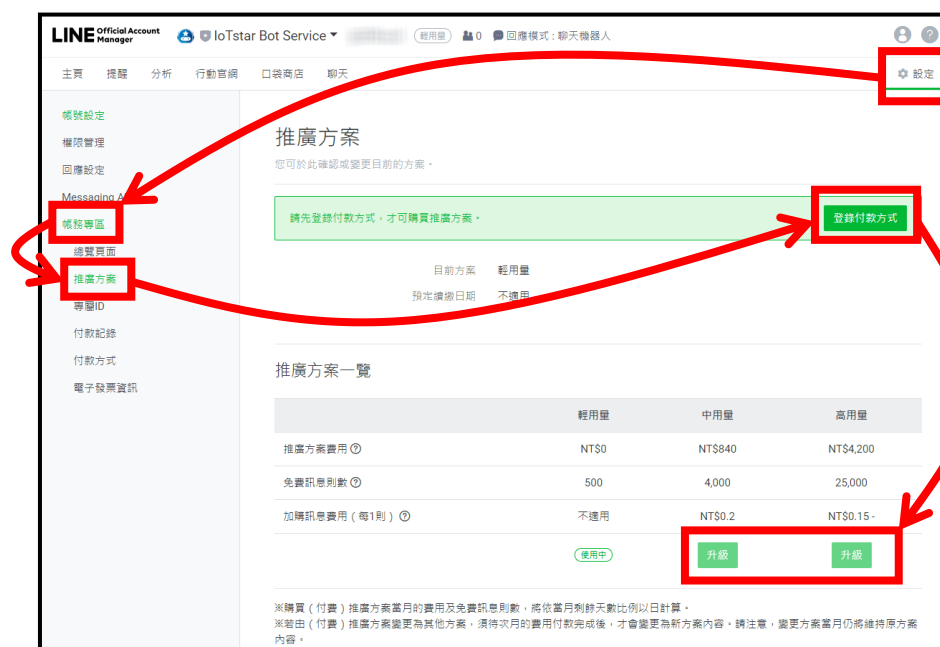 LINE Official Account Manager
IoTstar Bot Service
輕用量
0
回應模式 : 聊天機器人
主頁 提醒 分析 行動官網 口袋商店 聊天 設定
帳號設定
權限管理
回應設定
Messaging
帳務專區
總覽頁面
推廣方案
專屬ID
付款記錄
付款方式
電子發票資訊
推廣方案
您可於此確認或變更目前的方案。
請先登錄付款方式，才可購買推廣方案。
登錄付款方式
目前方案 輕用量
預定續繳日期 不適用
推廣方案一覽
輕用量 中用量 高用量
推廣方案費用 NT$0 NT$840 NT$4,200
免費訊息則數 500 4,000 25,000
加購訊息費用（每1則） 不適用 NT$0.2 NT$0.15 -
使用中 升級 升級
※購買（付費）推廣方案當月的費用及免費訊息則數，將依當月剩餘天數比例以日計算。
※若由（付費）推廣方案變更為其他方案，須待次月的費用付款完成後，才會變更為新方案內容。請注意，變更方案當月仍將維持原方案
內容。